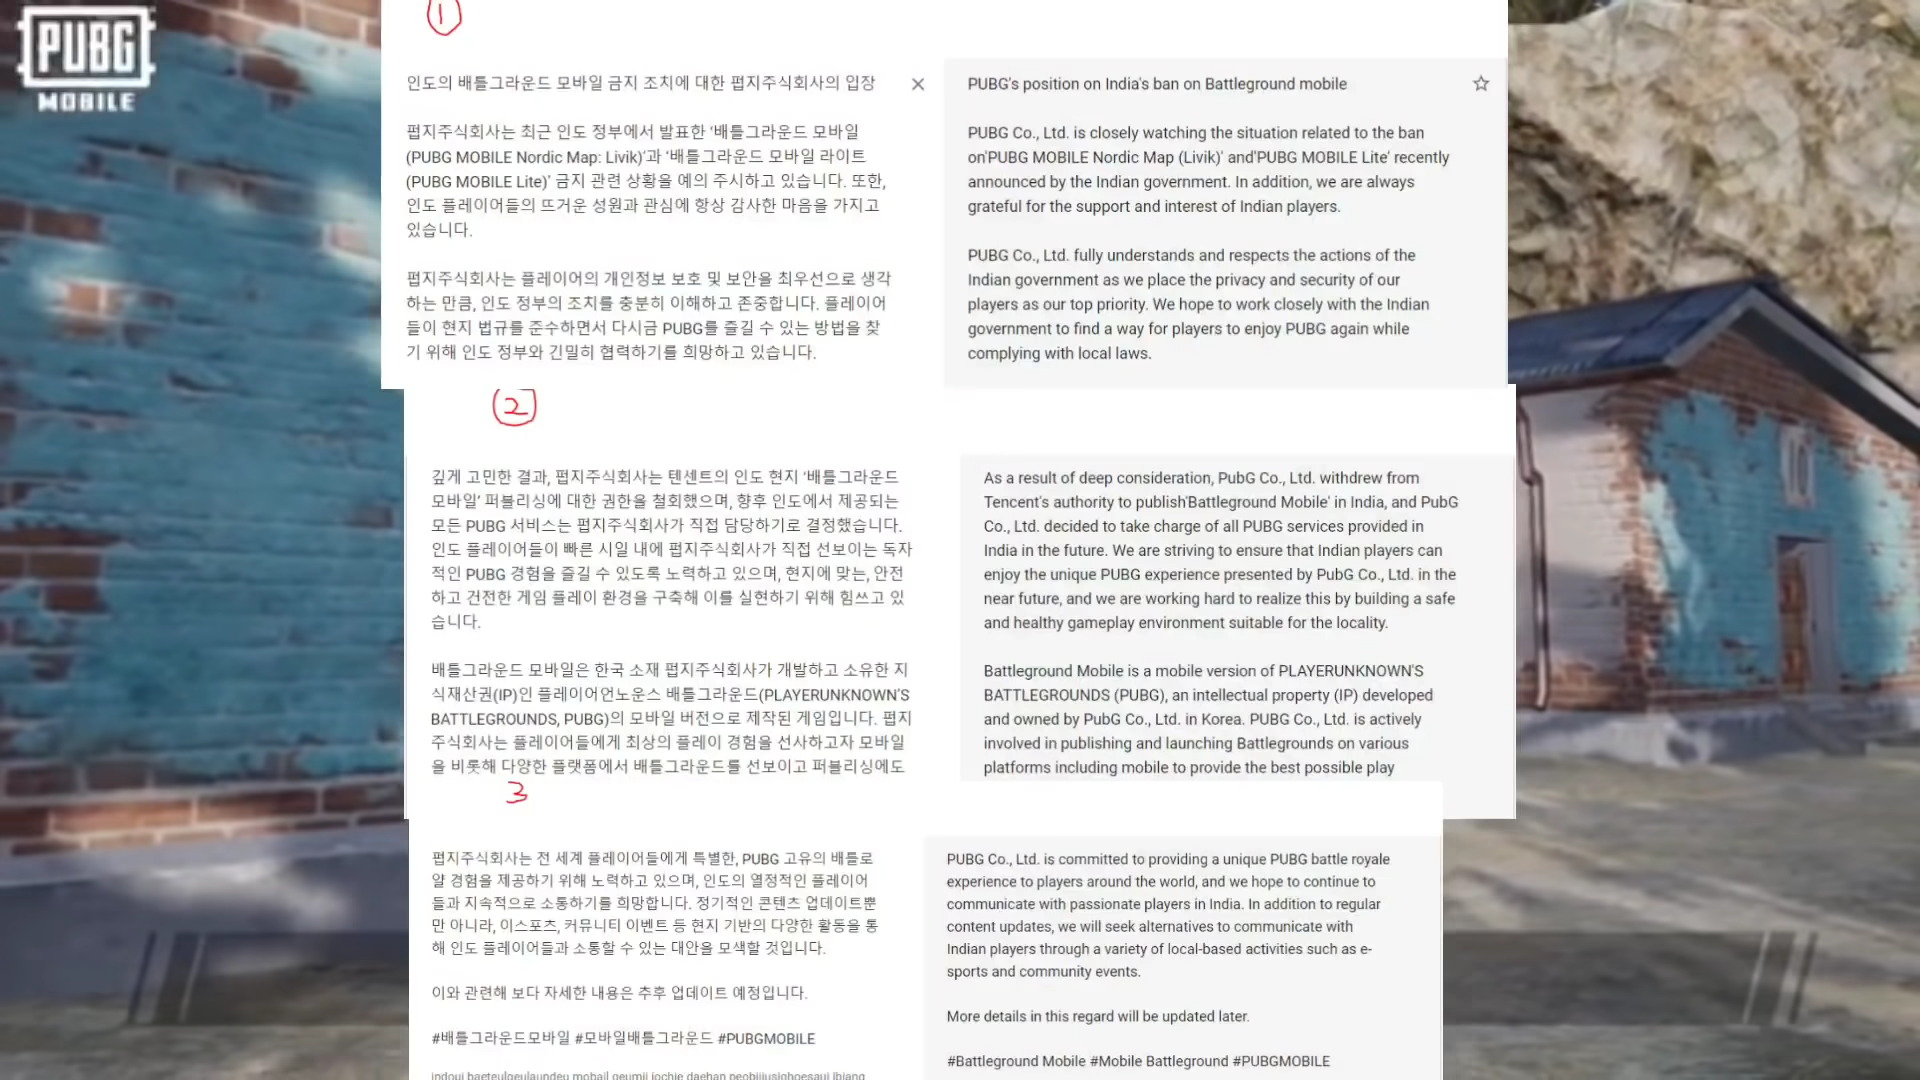 PUBG
MOBILE
1
인도의 배틀그라운드 모바일 금지 조치에 대한 펍지주식회사의 입장
펍지주식회사는 최근 인도 정부에서 발표한 '배틀그라운드 모바일
(PUBG MOBILE Nordic Map: Livik)'과 '배틀그라운드 모바일 라이트
(PUBG MOBILE Lite)' 금지 관련 상황을 예의 주시하고 있습니다. 또한,
인도 플레이어들의 뜨거운 성원과 관심에 항상 감사한 마음을 가지고
있습니다.
펍지주식회사는 플레이어의 개인정보 보호 및 보안을 최우선으로 생각
하는 만큼, 인도 정부의 조치를 충분히 이해하고 존중합니다. 플레이어
들이 현지 법규를 준수하면서 다시금 PUBG를 즐길 수 있는 방법을 찾
기 위해 인도 정부와 긴밀히 협력하기를 희망하고 있습니다.
PUBG's position on India's ban on Battleground mobile
PUBG Co., Ltd. is closely watching the situation related to the ban
on'PUBG MOBILE Nordic Map (Livik)' and'PUBG MOBILE Lite' recently
announced by the Indian government. In addition, we are always
grateful for the support and interest of Indian players.
PUBG Co., Ltd. fully understands and respects the actions of the
Indian government as we place the privacy and security of our
players as our top priority. We hope to work closely with the Indian
government to find a way for players to enjoy PUBG again while
complying with local laws.
2
깊게 고민한 결과, 펍지주식회사는 텐센트의 인도 현지 '배틀그라운드
모바일' 퍼블리싱에 대한 권한을 철회했으며, 향후 인도에서 제공되는
모든 PUBG 서비스는 펍지주식회사가 직접 담당하기로 결정했습니다.
인도 플레이어들이 빠른 시일 내에 펍지주식회사가 직접 선보이는 독자
적인 PUBG 경험을 즐길 수 있도록 노력하고 있으며, 현지에 맞는, 안전
하고 건전한 게임 플레이 환경을 구축해 이를 실현하기 위해 힘쓰고 있
습니다.
배틀그라운드 모바일은 한국 소재 펍지주식회사가 개발하고 소유한 지
식재산권(IP)인 플레이어언노운스 배틀그라운드(PLAYERUNKNOWN'S
BATTLEGROUNDS, PUBG)의 모바일 버전으로 제작된 게임입니다. 펍지
주식회사는 플레이어들에게 최상의 플레이 경험을 선사하고자 모바일
을 비롯해 다양한 플랫폼에서 배틀그라운드를 선보이고 퍼블리싱에도
As a result of deep consideration, PubG Co., Ltd. withdrew from
Tencent's authority to publish'Battleground Mobile' in India, and PubG
Co., Ltd. decided to take charge of all PUBG services provided in
India in the future. We are striving to ensure that Indian players can
enjoy the unique PUBG experience presented by PubG Co., Ltd. in the
near future, and we are working hard to realize this by building a safe
and healthy gameplay environment suitable for the locality.
Battleground Mobile is a mobile version of PLAYERUNKNOWN'S
BATTLEGROUNDS (PUBG), an intellectual property (IP) developed
and owned by PubG Co., Ltd. in Korea. PUBG Co., Ltd. is actively
involved in publishing and launching Battlegrounds on various
platforms including mobile to provide the best possible play
3
펍지주식회사는 전 세계 플레이어들에게 특별한, PUBG 고유의 배틀로
얄 경험을 제공하기 위해 노력하고 있으며, 인도의 열정적인 플레이어
들과 지속적으로 소통하기를 희망합니다. 정기적인 콘텐츠 업데이트뿐
만 아니라, 이스포츠, 커뮤니티 이벤트 등 현지 기반의 다양한 활동을 통
해 인도 플레이어들과 소통할 수 있는 대안을 모색할 것입니다.
이와 관련해 보다 자세한 내용은 추후 업데이트 예정입니다.
#배틀그라운드모바일 #모바일배틀그라운드 #PUBGMOBILE
PUBG Co., Ltd. is committed to providing a unique PUBG battle royale
experience to players around the world, and we hope to continue to
communicate with passionate players in India. In addition to regular
content updates, we will seek alternatives to communicate with
Indian players through a variety of local-based activities such as e-
sports and community events.
More details in this regard will be updated later.
#Battleground Mobile #Mobile Battleground #PUBGMOBILE